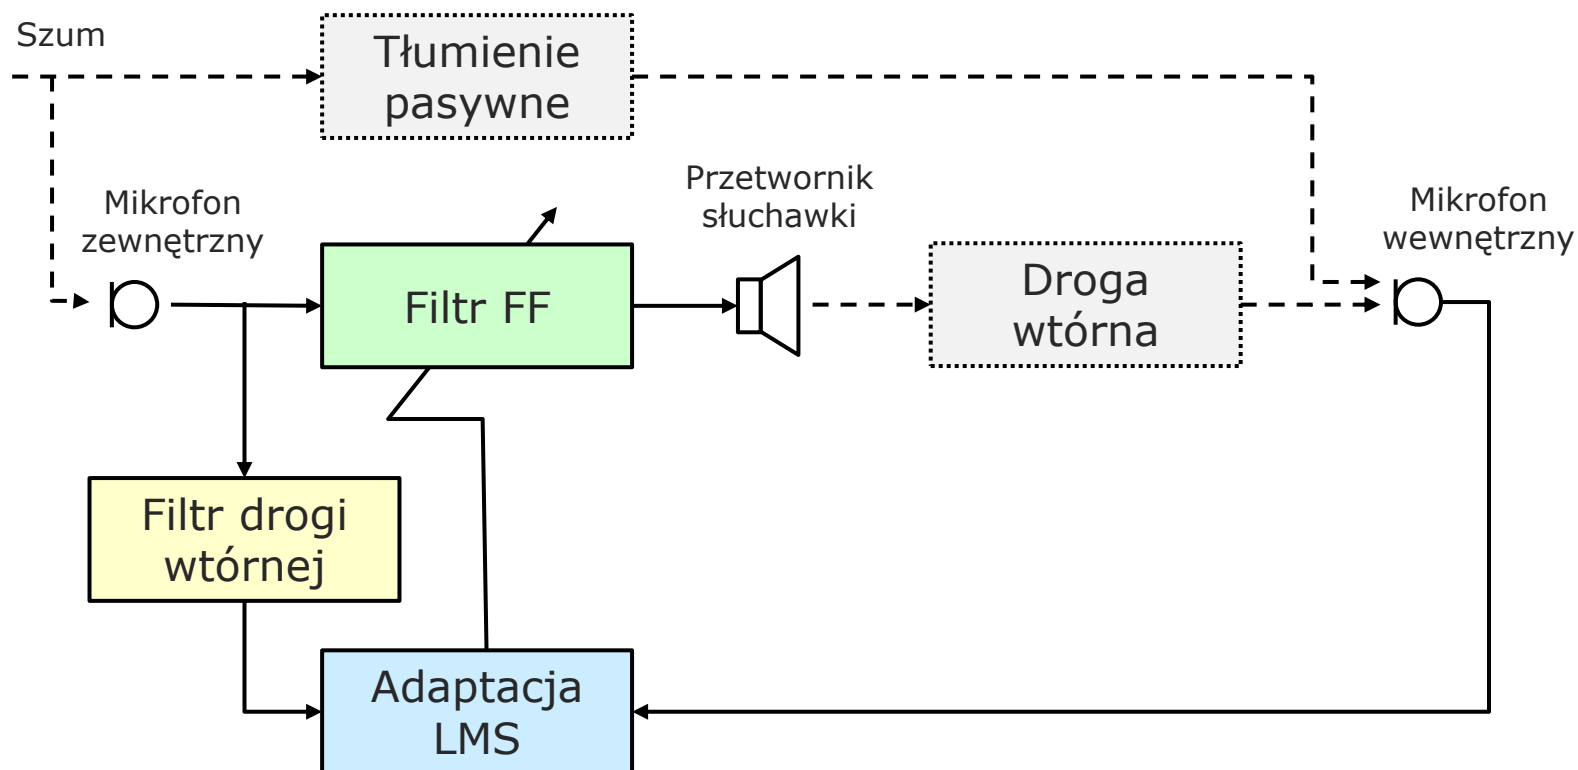 Szum
Tłumienie
pasywne
Przetwornik
słuchawki
Mikrofon
zewnętrzny
Mikrofon
wewnętrzny
Filtr FF
Droga
wtórna
Filtr drogi
wtórnej
Adaptacja
LMS